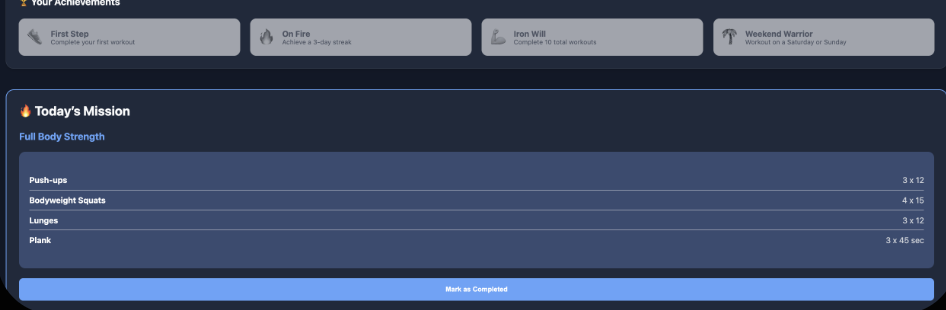 Your Achievements
First Step
Complete your first workout
On Fire
Achieve a 3-day streak
Iron Will
Complete 10 total workouts
Weekend Warrior
Workout on a Saturday or Sunday
Today's Mission
Full Body Strength
Push-ups 3 x 12
Bodyweight Squats 4 x 15
Lunges 3 x 12
Plank 3 x 45 sec
Mark as Completed